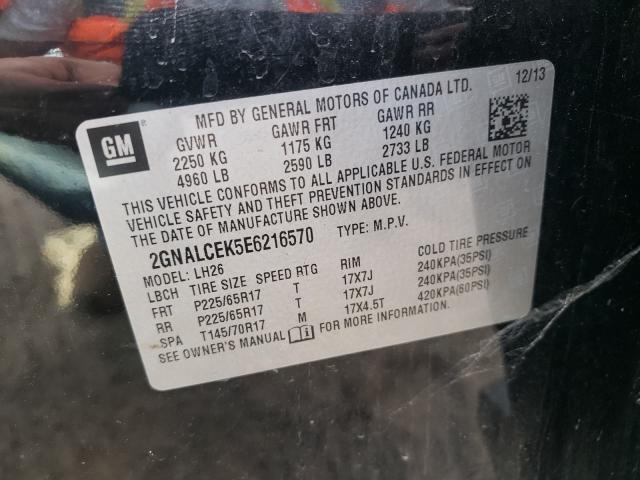 GM
MFD BY GENERAL MOTORS OF CANADA LTD. 12/13
GVWR GAWR FRT GAWR RR
2250 KG 1175 KG 1240 KG
4960 LB 2590 LB 2733 LB
THIS VEHICLE CONFORMS TO ALL APPLICABLE U.S. FEDERAL MOTOR
VEHICLE SAFETY AND THEFT PREVENTION STANDARDS IN EFFECT ON
THE DATE OF MANUFACTURE SHOWN ABOVE.
2GNALCEK5E6216570 TYPE: M.P.V.
MODEL: LH26
LBCH TIRE SIZE SPEED RTG RIM COLD TIRE PRESSURE
FRT P225/65R17 T 17X7J 240KPA(35PSI)
RR P225/65R17 T 17X7J 240KPA(35PSI)
SPA T145/70R17 M 17X4.5T 420KPA(60PSI)
SEE OWNER'S MANUAL FOR MORE INFORMATION.